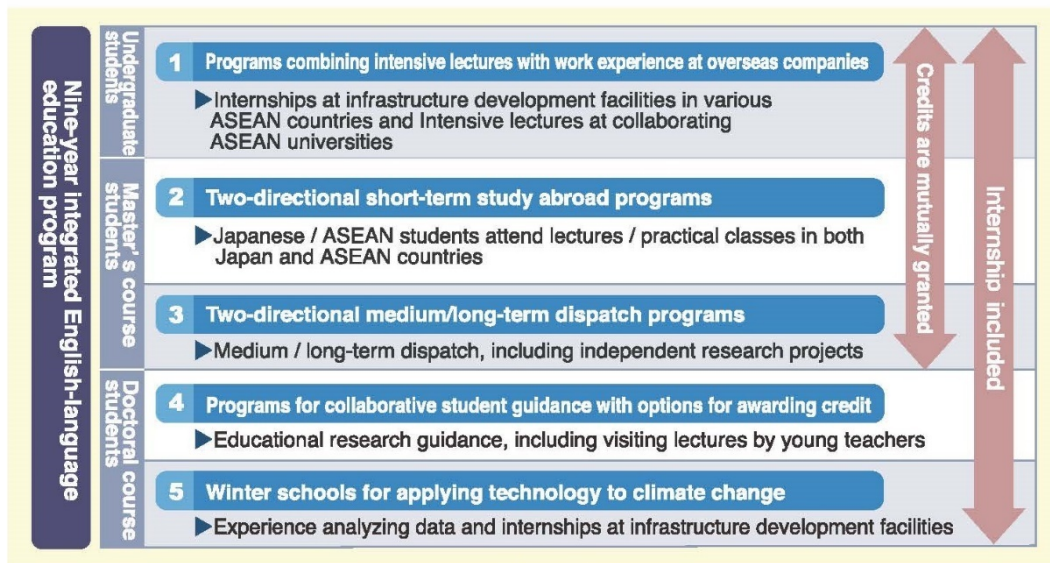 Nine-year integrated English-language
education program
Undergraduate
students
1 Programs combining intensive lectures with work experience at overseas companies
▶Internships at infrastructure development facilities in various
ASEAN countries and Intensive lectures at collaborating
ASEAN universities
Master's course
students
2 Two-directional short-term study abroad programs
▶Japanese / ASEAN students attend lectures / practical classes in both
Japan and ASEAN countries
3 Two-directional medium/long-term dispatch programs
▶Medium / long-term dispatch, including independent research projects
Doctoral course
students
4 Programs for collaborative student guidance with options for awarding credit
▶Educational research guidance, including visiting lectures by young teachers
5 Winter schools for applying technology to climate change
▶Experience analyzing data and internships at infrastructure development facilities
Credits are mutually granted
Internship included